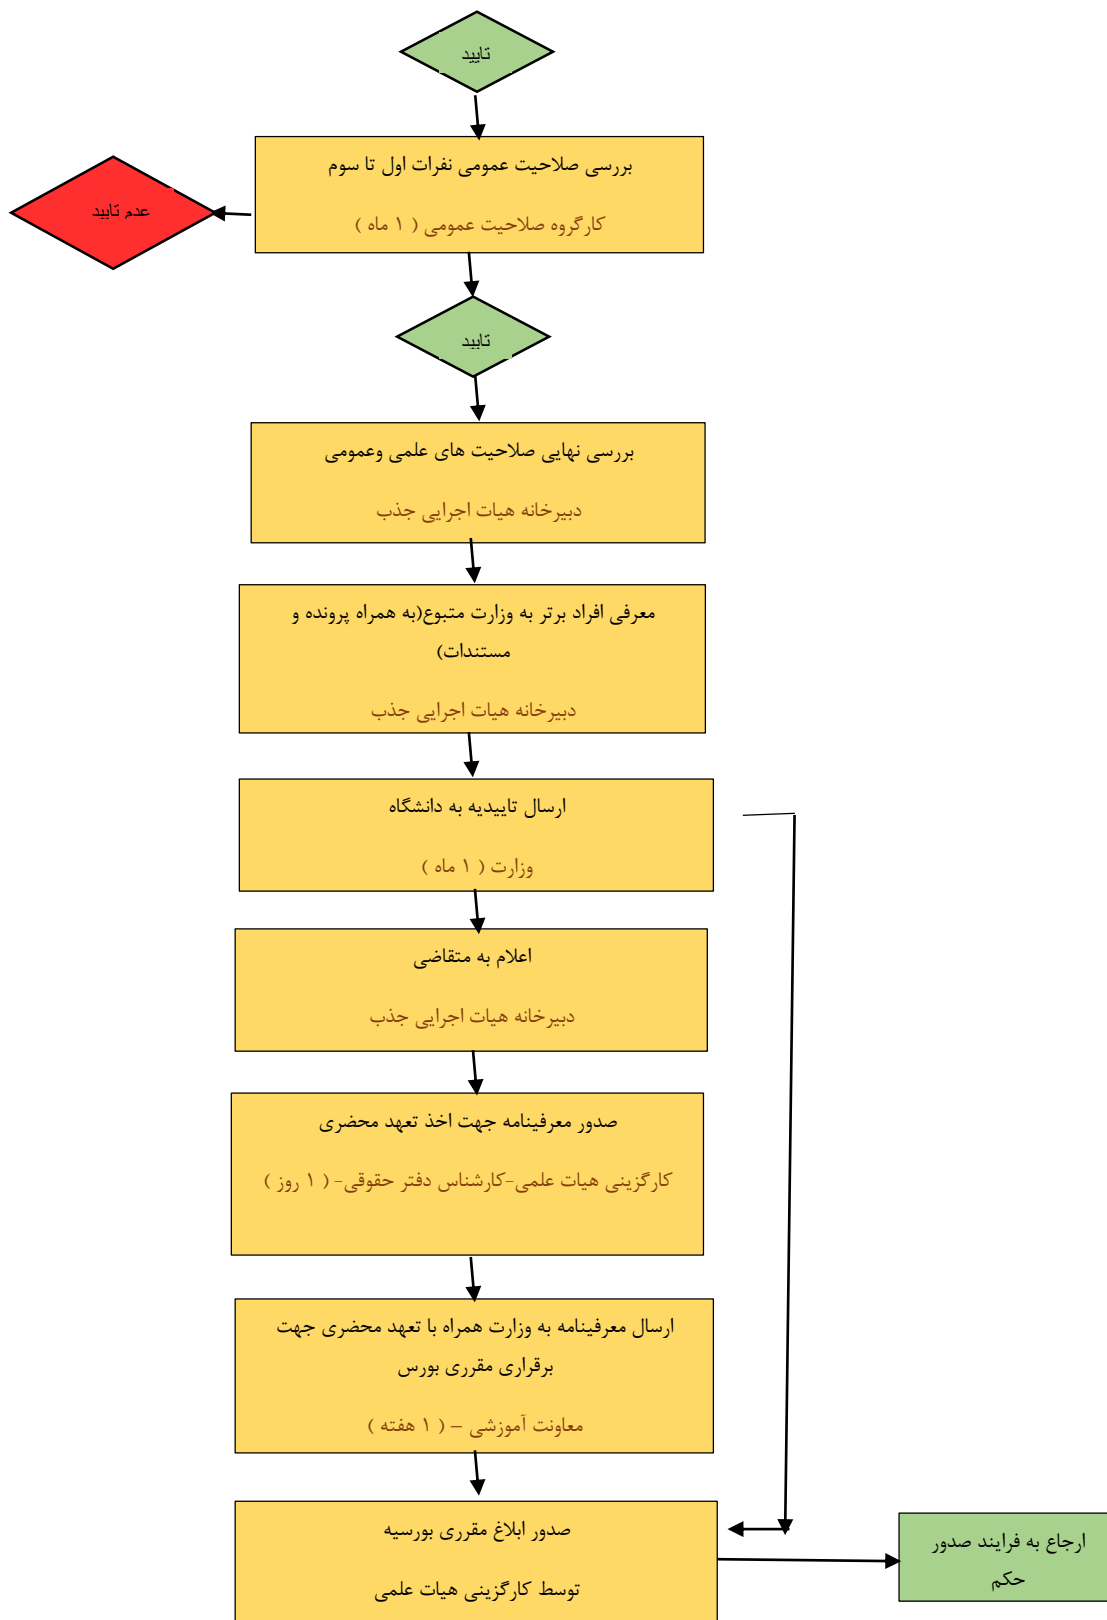 تایید
بررسی صلاحیت عمومی نفرات اول تا سوم
کارگروه صلاحیت عمومی ( ۱ ماه )
عدم تایید
تایید
بررسی نهایی صلاحیت های علمی وعمومی
دبیرخانه هیات اجرایی جذب
معرفی افراد برتر به وزارت متبوع(به همراه پرونده و
مستندات)
دبیرخانه هیات اجرایی جذب
ارسال تاییدیه به دانشگاه
وزارت ( ۱ ماه )
اعلام به متقاضی
دبیرخانه هیات اجرایی جذب
صدور معرفینامه جهت اخذ تعهد محضری
کارگزینی هیات علمی-کارشناس دفتر حقوقی- ( ۱ روز )
ارسال معرفینامه به وزارت همراه با تعهد محضری جهت
برقراری مقرری بورس
معاونت آموزشی – ( ۱ هفته )
صدور ابلاغ مقرری بورسیه
توسط کارگزینی هیات علمی
ارجاع به فرایند صدور
حکم